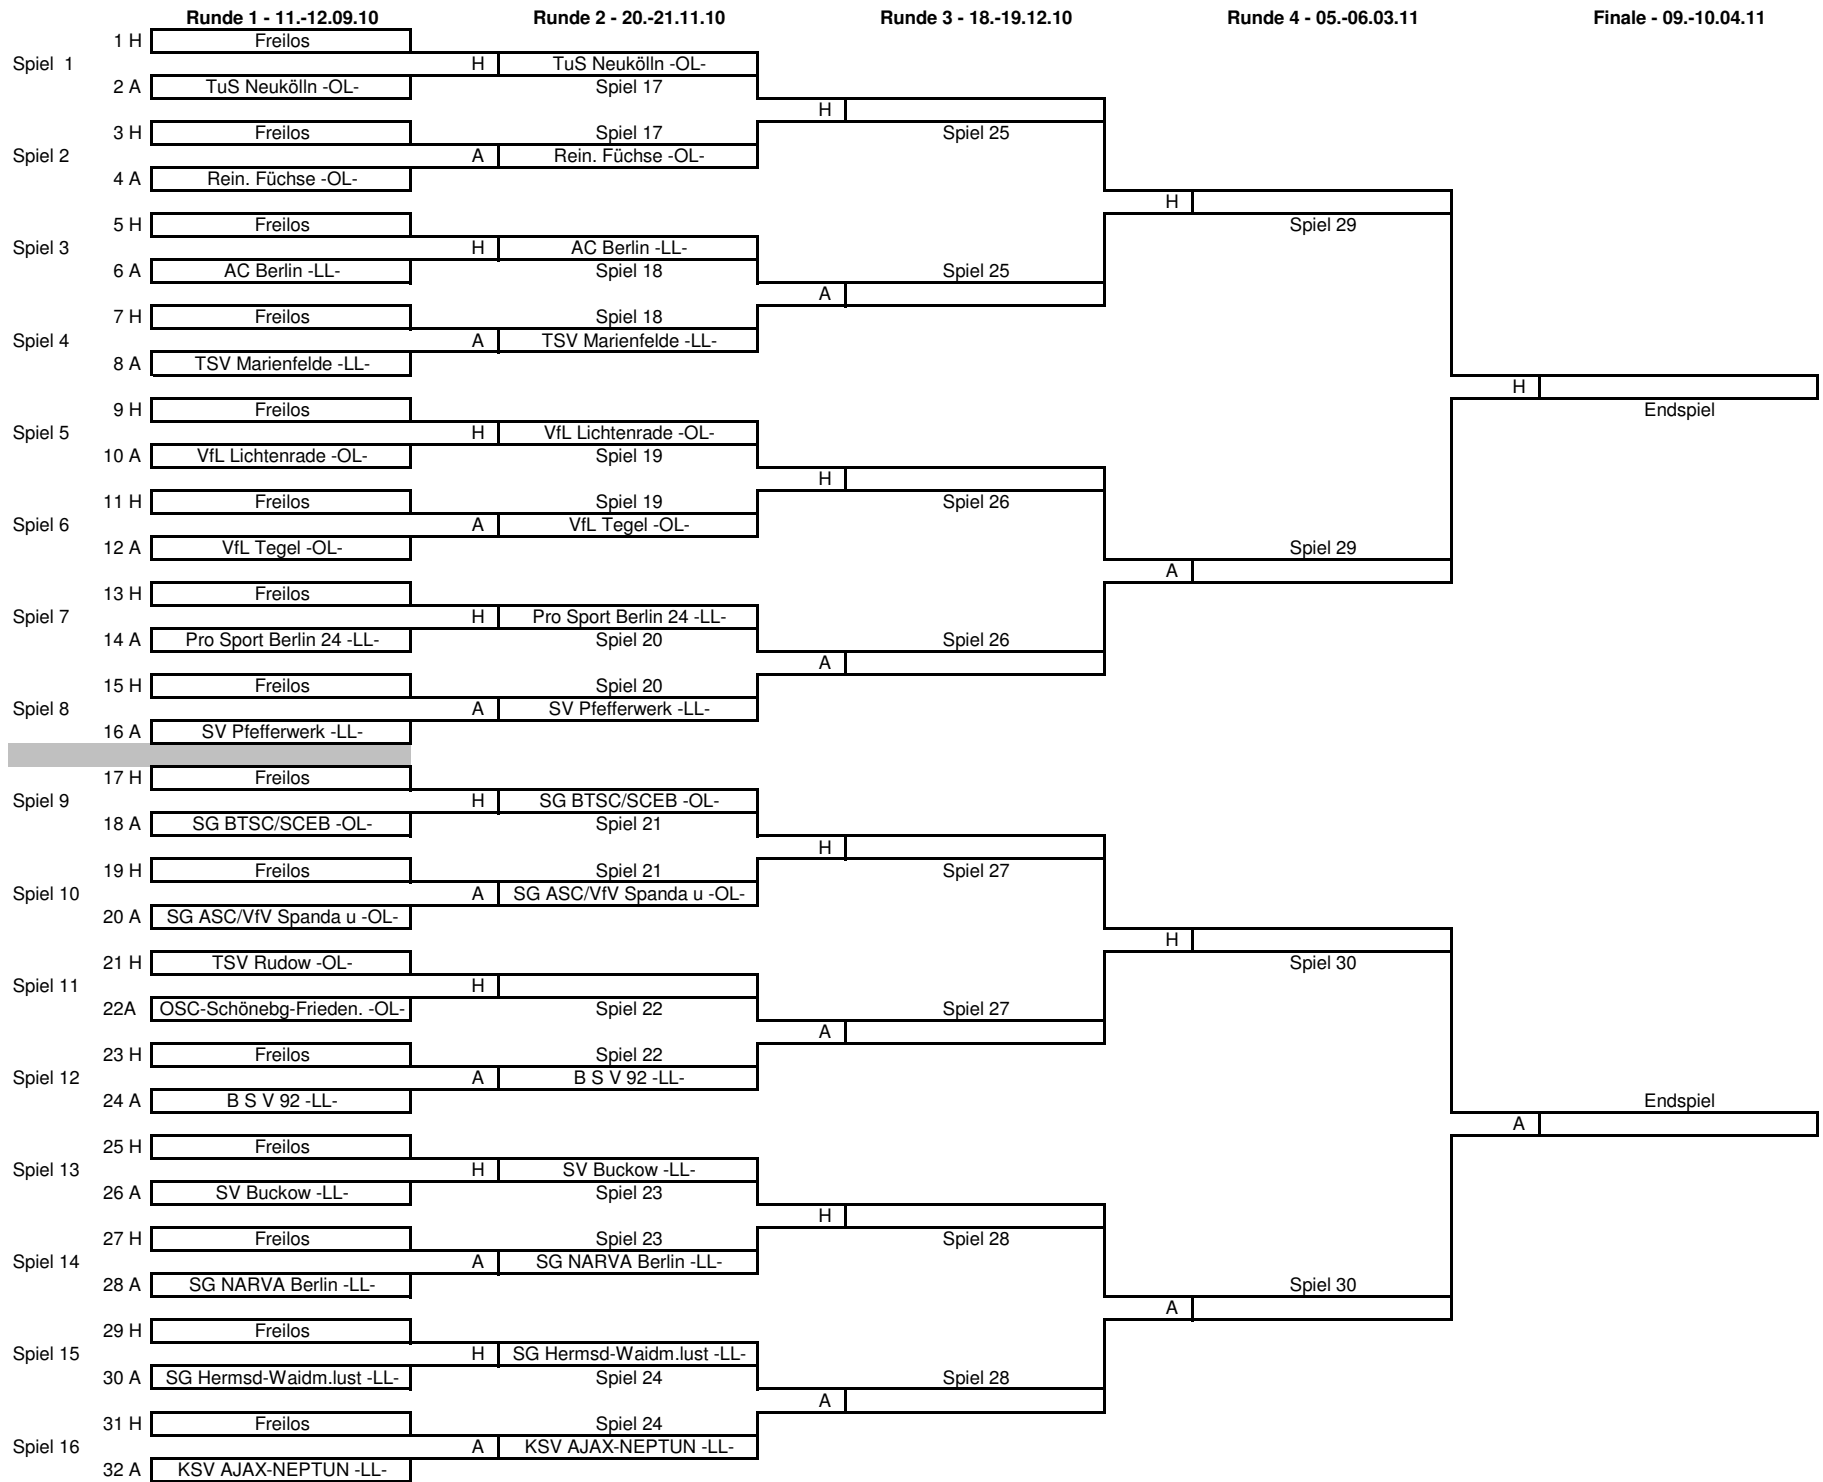 Runde 1 - 11.-12.09.10 Runde 2 - 20.-21.11.10 Runde 3 - 18.-19.12.10 Runde 4 - 05.-06.03.11 Finale - 09.-10.04.11
1 H Freilos
Spiel 1 H TuS Neukölln -OL-
2 A TuS Neukölln -OL- Spiel 17
H
3 H Freilos Spiel 17 Spiel 25
Spiel 2 A Rein. Füchse -OL-
4 A Rein. Füchse -OL-
H
5 H Freilos Spiel 29
Spiel 3 H AC Berlin -LL-
6 A AC Berlin -LL- Spiel 18 Spiel 25
A
7 H Freilos Spiel 18
Spiel 4 A TSV Marienfelde -LL-
8 A TSV Marienfelde -LL-
H
9 H Freilos Endspiel
Spiel 5 H VfL Lichtenrade -OL-
10 A VfL Lichtenrade -OL- Spiel 19
H
11 H Freilos Spiel 19 Spiel 26
Spiel 6 A VfL Tegel -OL-
12 A VfL Tegel -OL- Spiel 29
A
13 H Freilos
Spiel 7 H Pro Sport Berlin 24 -LL-
14 A Pro Sport Berlin 24 -LL- Spiel 20 Spiel 26
A
15 H Freilos Spiel 20
Spiel 8 A SV Pfefferwerk -LL-
16 A SV Pfefferwerk -LL-
17 H Freilos
Spiel 9 H SG BTSC/SCEB -OL-
18 A SG BTSC/SCEB -OL- Spiel 21
H
19 H Freilos Spiel 21 Spiel 27
Spiel 10 A SG ASC/VfV Spanda u -OL-
20 A SG ASC/VfV Spanda u -OL-
H
21 H TSV Rudow -OL- Spiel 30
Spiel 11 H
22A OSC-Schönebg-Frieden. -OL- Spiel 22 Spiel 27
A
23 H Freilos Spiel 22
Spiel 12 A B S V 92 -LL-
24 A B S V 92 -LL- Endspiel
A
25 H Freilos
Spiel 13 H SV Buckow -LL-
26 A SV Buckow -LL- Spiel 23
H
27 H Freilos Spiel 23 Spiel 28
Spiel 14 A SG NARVA Berlin -LL-
28 A SG NARVA Berlin -LL- Spiel 30
A
29 H Freilos
Spiel 15 H SG Hermsd-Waidm.lust -LL-
30 A SG Hermsd-Waidm.lust -LL- Spiel 24 Spiel 28
A
31 H Freilos Spiel 24
Spiel 16 A KSV AJAX-NEPTUN -LL-
32 A KSV AJAX-NEPTUN -LL-